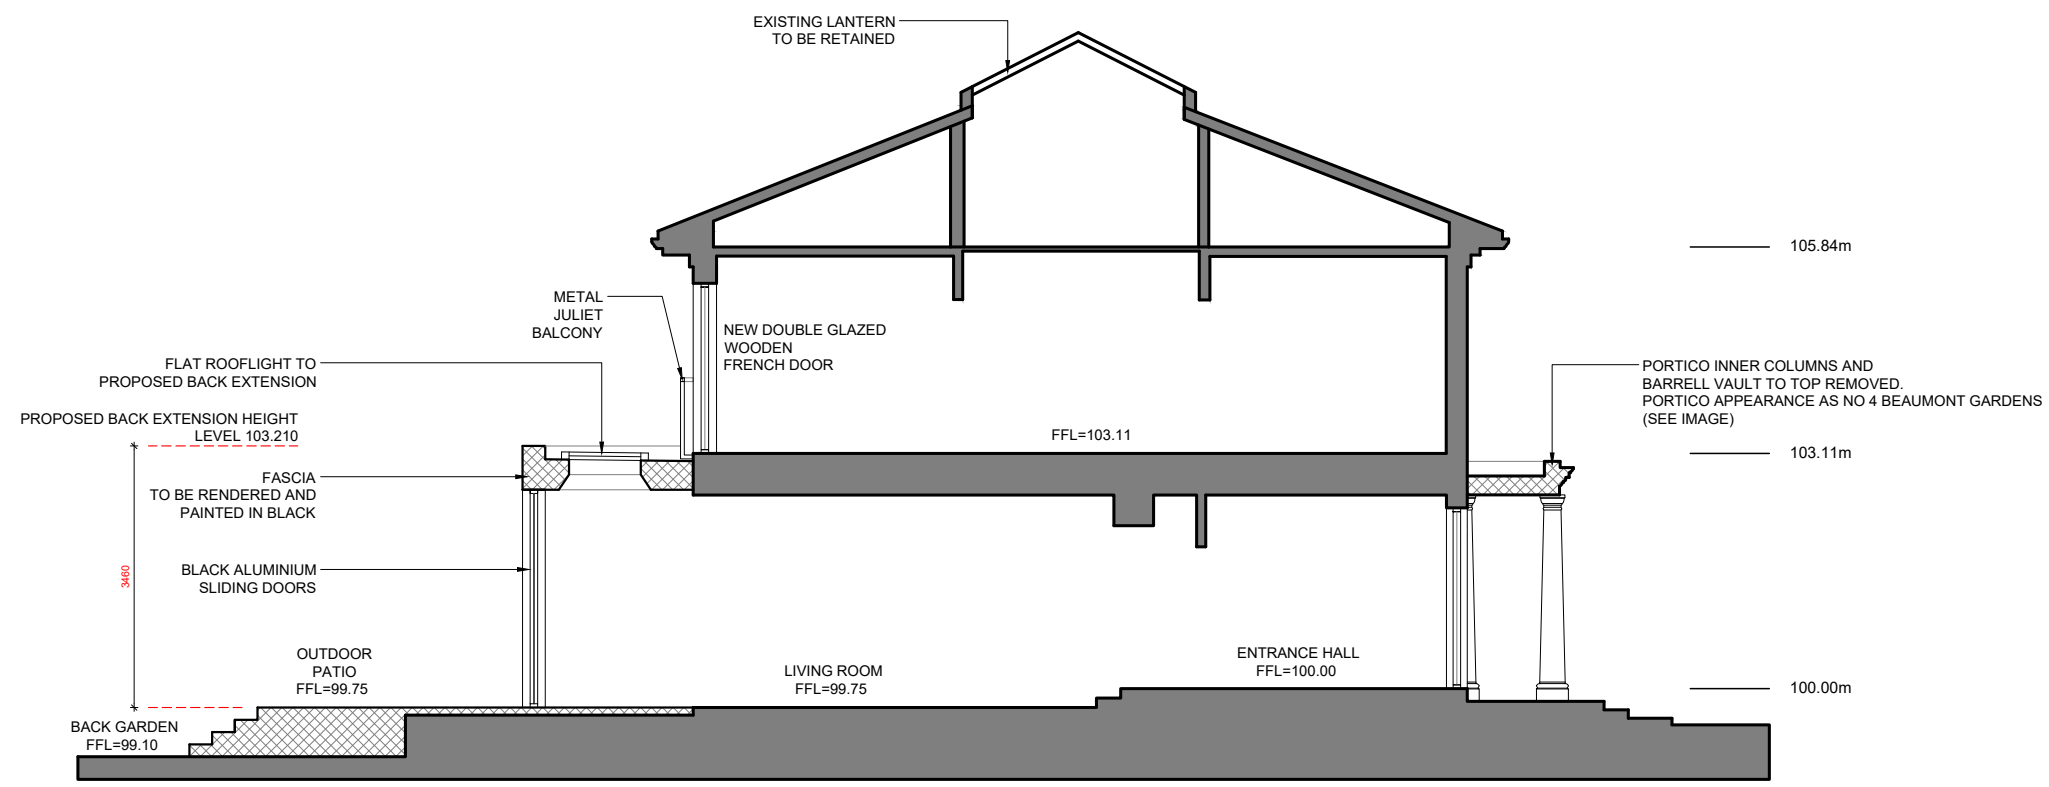 EXISTING LANTERN
TO BE RETAINED
105.84m
METAL
JULIET
BALCONY
NEW DOUBLE GLAZED
WOODEN
FRENCH DOOR
FLAT ROOFLIGHT TO
PROPOSED BACK EXTENSION
PORTICO INNER COLUMNS AND
BARRELL VAULT TO TOP REMOVED.
PORTICO APPEARANCE AS NO 4 BEAUMONT GARDENS
(SEE IMAGE)
PROPOSED BACK EXTENSION HEIGHT
LEVEL 103.210
FFL=103.11
103.11m
FASCIA
TO BE RENDERED AND
PAINTED IN BLACK
3460
BLACK ALUMINIUM
SLIDING DOORS
OUTDOOR
PATIO
FFL=99.75
LIVING ROOM
FFL=99.75
ENTRANCE HALL
FFL=100.00
100.00m
BACK GARDEN
FFL=99.10